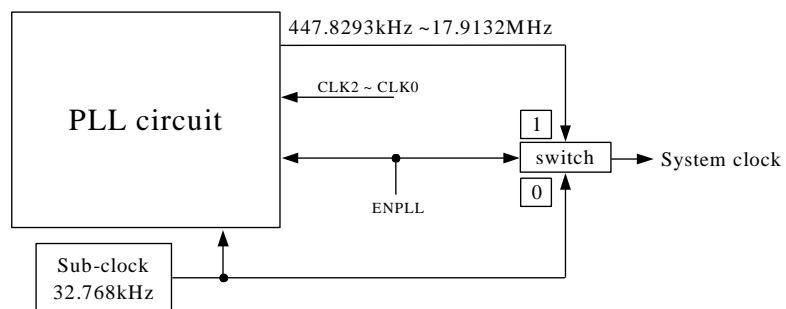 447.8293kHz ~17.9132MHz
CLK2 ~ CLK0
PLL circuit
1
switch
System clock
0
ENPLL
Sub-clock
32.768kHz